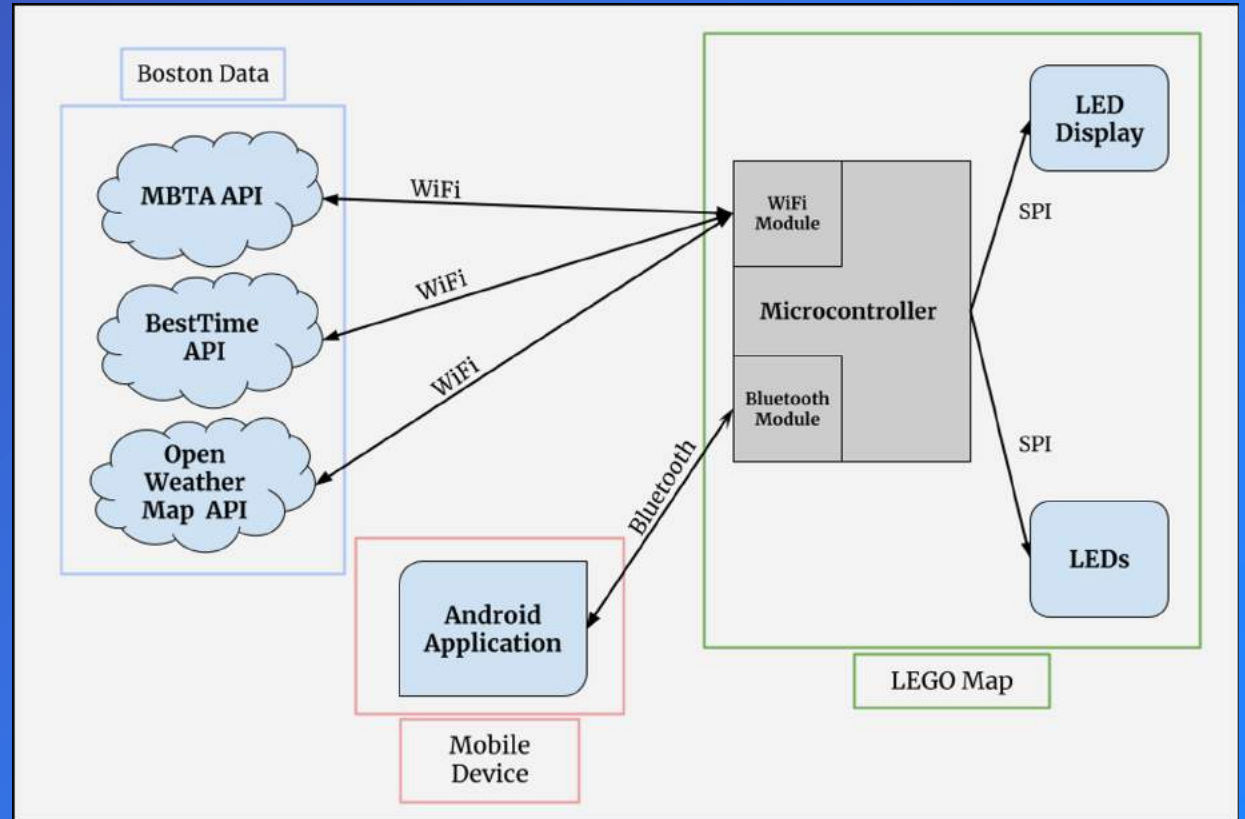 Boston Data
MBTA API
BestTime
API
Open
Weather
Map API
WiFi
WiFi
WiFi
Bluetooth
Android
Application
Mobile
Device
WiFi
Module
Microcontroller
Bluetooth
Module
SPI
SPI
LED
Display
LEDs
LEGO Map